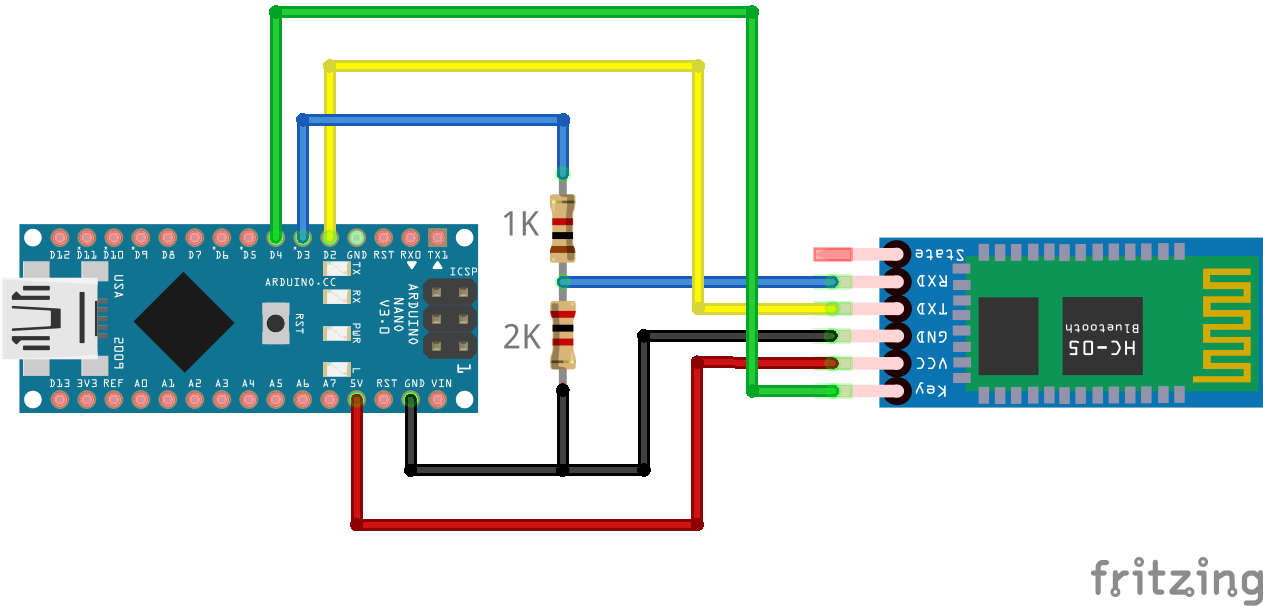 D12 D11 D10 D9 D8 D7 D6 D5 D4 D3 D2 GND RST RX0 TX1
TX
ICSP
USA
ARDUINO.CC
RX
ARDUINO
NANO
V3.0
RST
PWR
2009
L
1
D13 3V3 REF A0 A1 A2 A3 A4 A5 A6 A7 5V RST GND VIN
1K
2K
State
RXD
TXD
GND
VCC
Key
HC-05
Bluetooth
fritzing